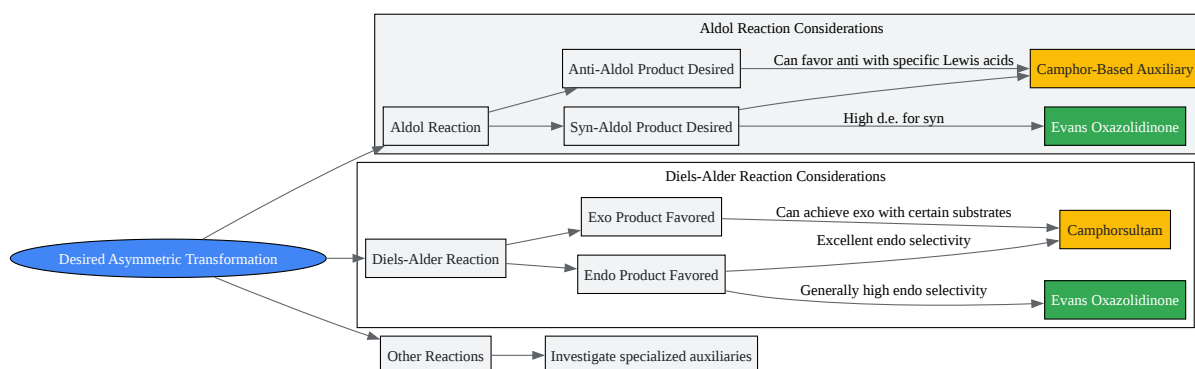 Aldol Reaction Considerations
Anti-Aldol Product Desired
Can favor anti with specific Lewis acids
Camphor-Based Auxiliary
Aldol Reaction
Syn-Aldol Product Desired
High d.e. for syn
Evans Oxazolidinone
Diels-Alder Reaction Considerations
Exo Product Favored
Can achieve exo with certain substrates
Camphorsultam
Excellent endo selectivity
Desired Asymmetric Transformation
Diels-Alder Reaction
Endo Product Favored
Generally high endo selectivity
Evans Oxazolidinone
Other Reactions
Investigate specialized auxiliaries